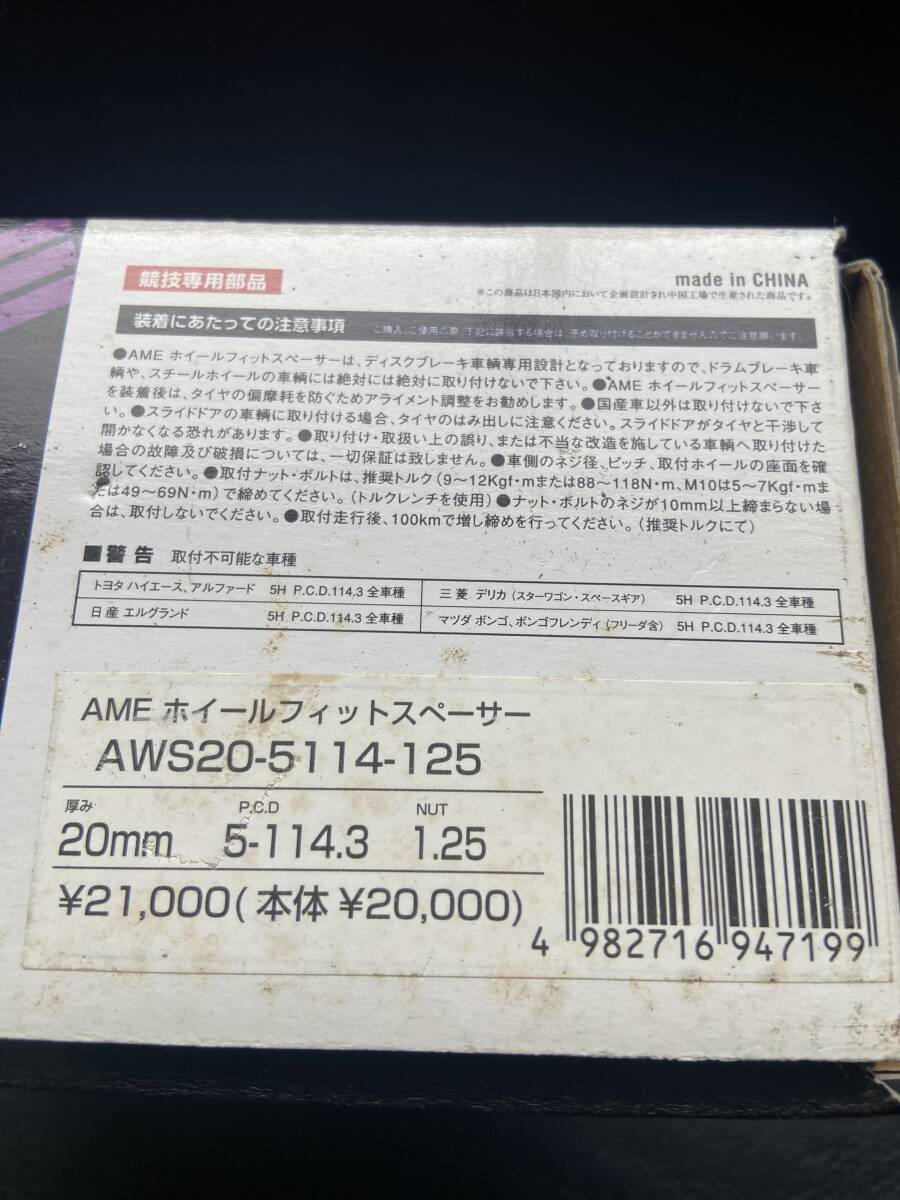 競技専用部品
made in CHINA
※この商品は日本国内において企画設計され中国工場で生産された商品です。
装着にあたっての注意事項
ご購入、ご使用の際、下記に該当する場合は、予め取り付けることができませんのでご注意願います
●AME ホイールフィットスペーサーは、ディスクブレーキ車輌専用設計となっておりますので、ドラムブレーキ車
輌や、スチールホイールの車輌には絶対には絶対に取り付けないで下さい。●AME ホイールフィットスペーサー
を装着後は、タイヤの偏摩耗を防ぐためアライメント調整をお勧めします。●国産車以外は取り付けないで下さ
い。●スライドドアの車輌に取り付ける場合、タイヤのはみ出しに注意ください。スライドドアがタイヤと干渉して
開かなくなる恐れがあります。●取り付け・取扱い上の誤り、または不当な改造を施している車輌へ取り付けた
場合の故障及び破損については、一切保証は致しません。●車側のネジ径、ピッチ、取付ホイールの座面を確
認してください。●取付ナット・ボルトは、推奨トルク（9〜12Kgf・mまたは88〜118N・m、M10は5〜7Kgf・mま
たは49〜69N・m）で締めてください。（トルクレンチを使用）●ナット・ボルトのネジが10mm以上締まらない場
合は、取付しないでください。●取付走行後、100kmで増し締めを行ってください。（推奨トルクにて）
■警告 取付不可能な車種
トヨタ ハイエース、アルファード 5H P.C.D.114.3 全車種
三菱 デリカ（スターワゴン・スペースギア） 5H P.C.D.114.3 全車種
日産 エルグランド 5H P.C.D.114.3 全車種
マツダ ボンゴ、ボンゴフレンディ（フリーダ含） 5H P.C.D.114.3 全車種
AME ホイールフィットスペーサー
AWS20-5114-125
厚み P.C.D NUT
20mm 5-114.3 1.25
¥21,000(本体 ¥20,000)
4 982716 947199